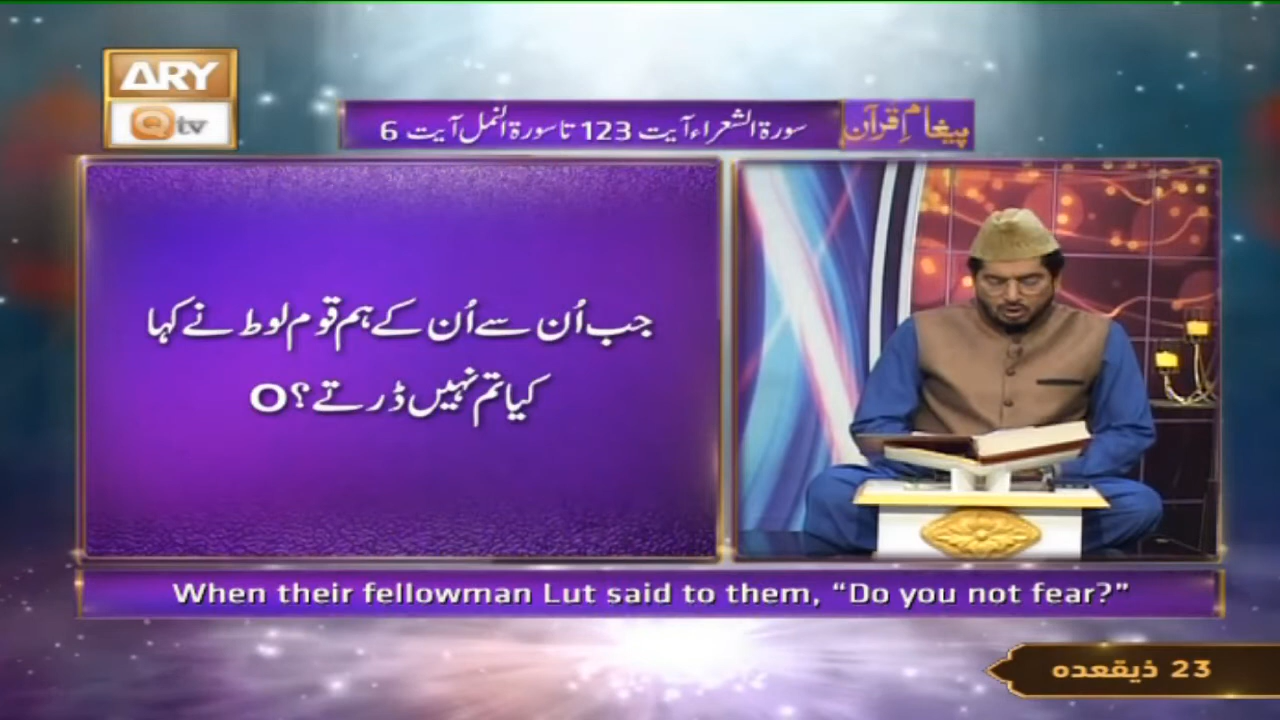 ARY
Qtv
پیغامِ قرآن
سورۃ الشعراء آیت 123 تا سورۃ النمل آیت 6
جب اُن سے اُن کے ہم قوم لوط نے کہا
کیا تم نہیں ڈرتے؟O
When their fellowman Lut said to them, “Do you not fear?”
23 ذیقعدہ